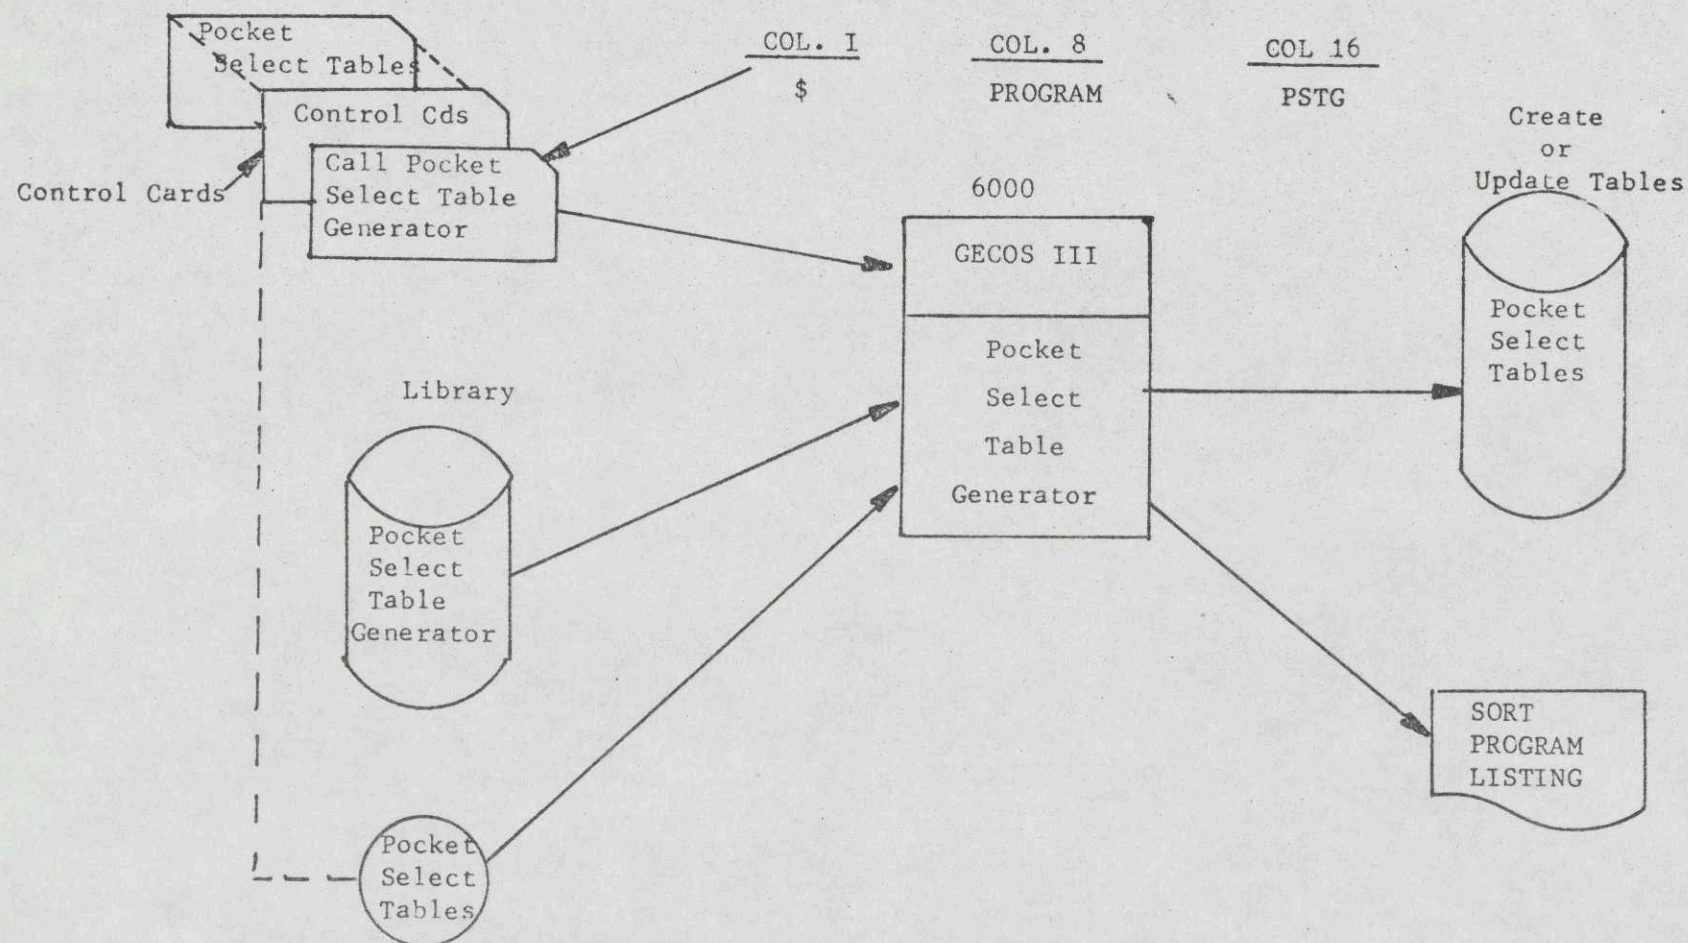 Pocket
Select Tables
Control Cds
Call Pocket
Select Table
Generator
Control Cards
COL. I
COL. 8
COL 16
$
PROGRAM
PSTG
6000
GECOS III
Pocket
Select
Table
Generator
Create
or
Update Tables
Pocket
Select
Tables
Library
Pocket
Select
Table
Generator
SORT
PROGRAM
LISTING
Pocket
Select
Tables